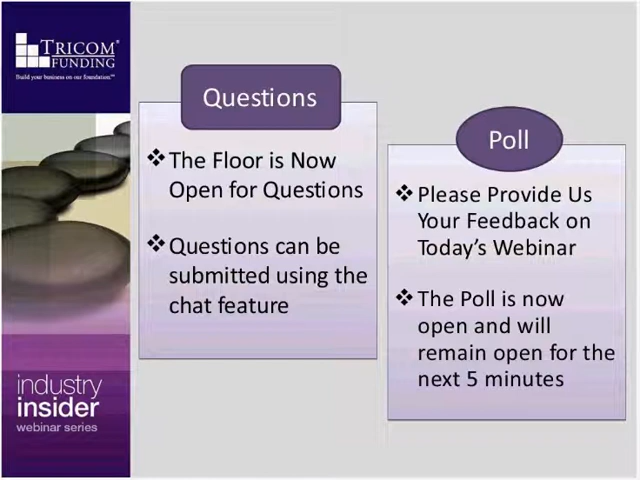 TRICOM®
FUNDING
Build your business on our foundation.™
Questions
❖The Floor is Now
Open for Questions
❖Questions can be
submitted using the
chat feature
Poll
❖Please Provide Us
Your Feedback on
Today's Webinar
❖The Poll is now
open and will
remain open for the
next 5 minutes
industry
insider
webinar series